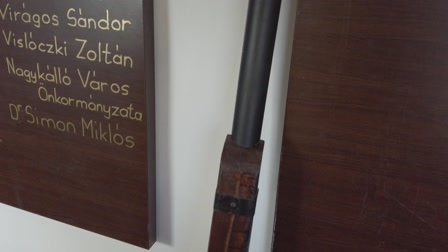 Virágos Sándor
Vislóczki Zoltán
Nagykálló Város
Önkormányzata
Dr Simon Miklós